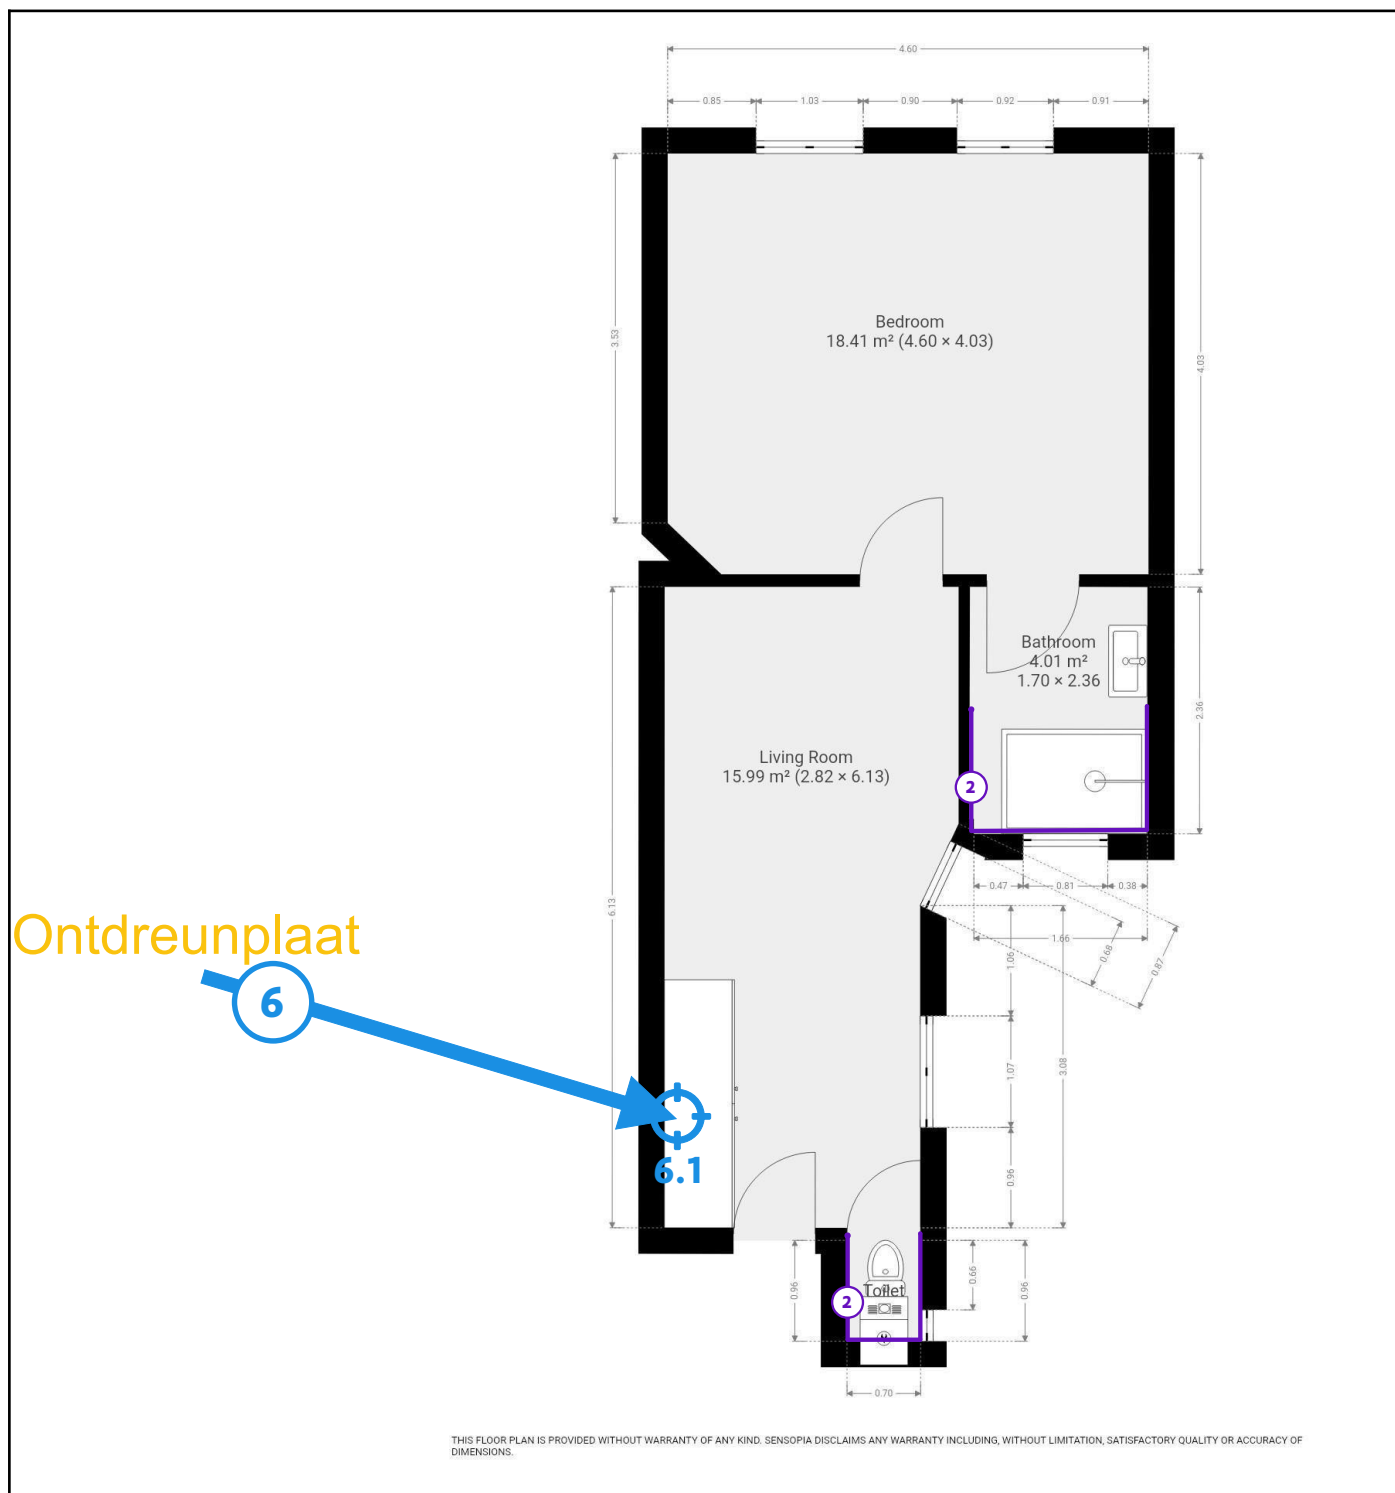 4.60
0.85
1.03
0.90
0.92
0.91
3.53
4.03
Bedroom
18.41 m² (4.60 × 4.03)
Bathroom
4.01 m²
1.70 × 2.36
2.36
Living Room
15.99 m² (2.82 × 6.13)
2
0.47
0.81
0.38
6.13
Ontdreunplaat
1.66
1.06
0.68
0.87
6
1.07
3.08
6.1
0.96
0.96
0.66
0.96
Toilet
2
0.70
THIS FLOOR PLAN IS PROVIDED WITHOUT WARRANTY OF ANY KIND. SENSOPIA DISCLAIMS ANY WARRANTY INCLUDING, WITHOUT LIMITATION, SATISFACTORY QUALITY OR ACCURACY OF
DIMENSIONS.